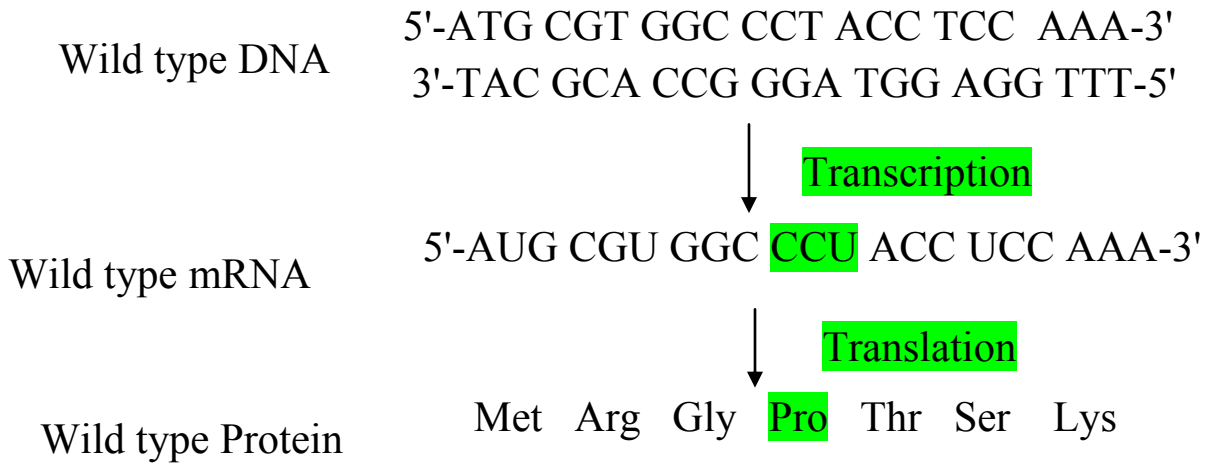 5'-ATG CGT GGC CCT ACC TCC  AAA-3'
Wild type DNA
3'-TAC GCA CCG GGA TGG AGG TTT-5'
Transcription
5'-AUG CGU GGC CCU ACC UCC AAA-3'
Wild type mRNA
Translation
Met Arg Gly Pro Thr Ser Lys
Wild type Protein